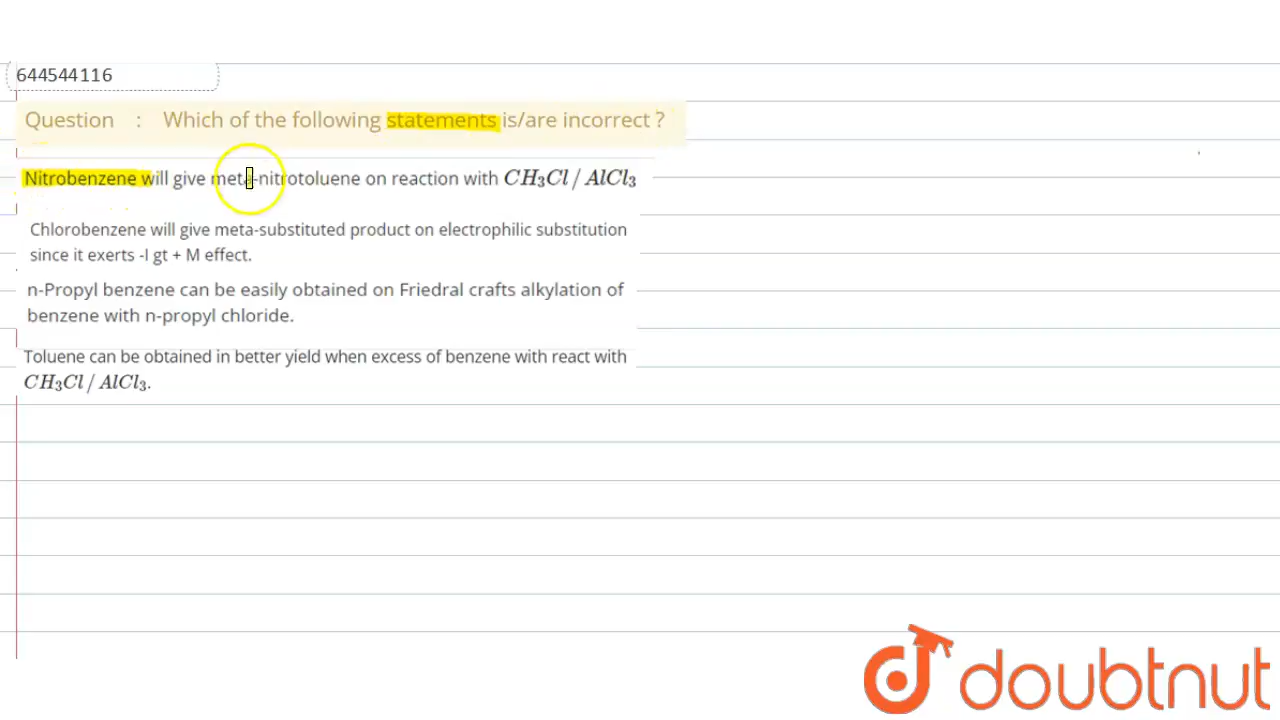 644544116
Question : Which of the following statements is/are incorrect ?
Nitrobenzene will give meta-nitrotoluene on reaction with CH₃Cl / AlCl₃
Chlorobenzene will give meta-substituted product on electrophilic substitution
since it exerts -I gt + M effect.
n-Propyl benzene can be easily obtained on Friedral crafts alkylation of
benzene with n-propyl chloride.
Toluene can be obtained in better yield when excess of benzene with react with
CH₃Cl / AlCl₃.
doubtnut